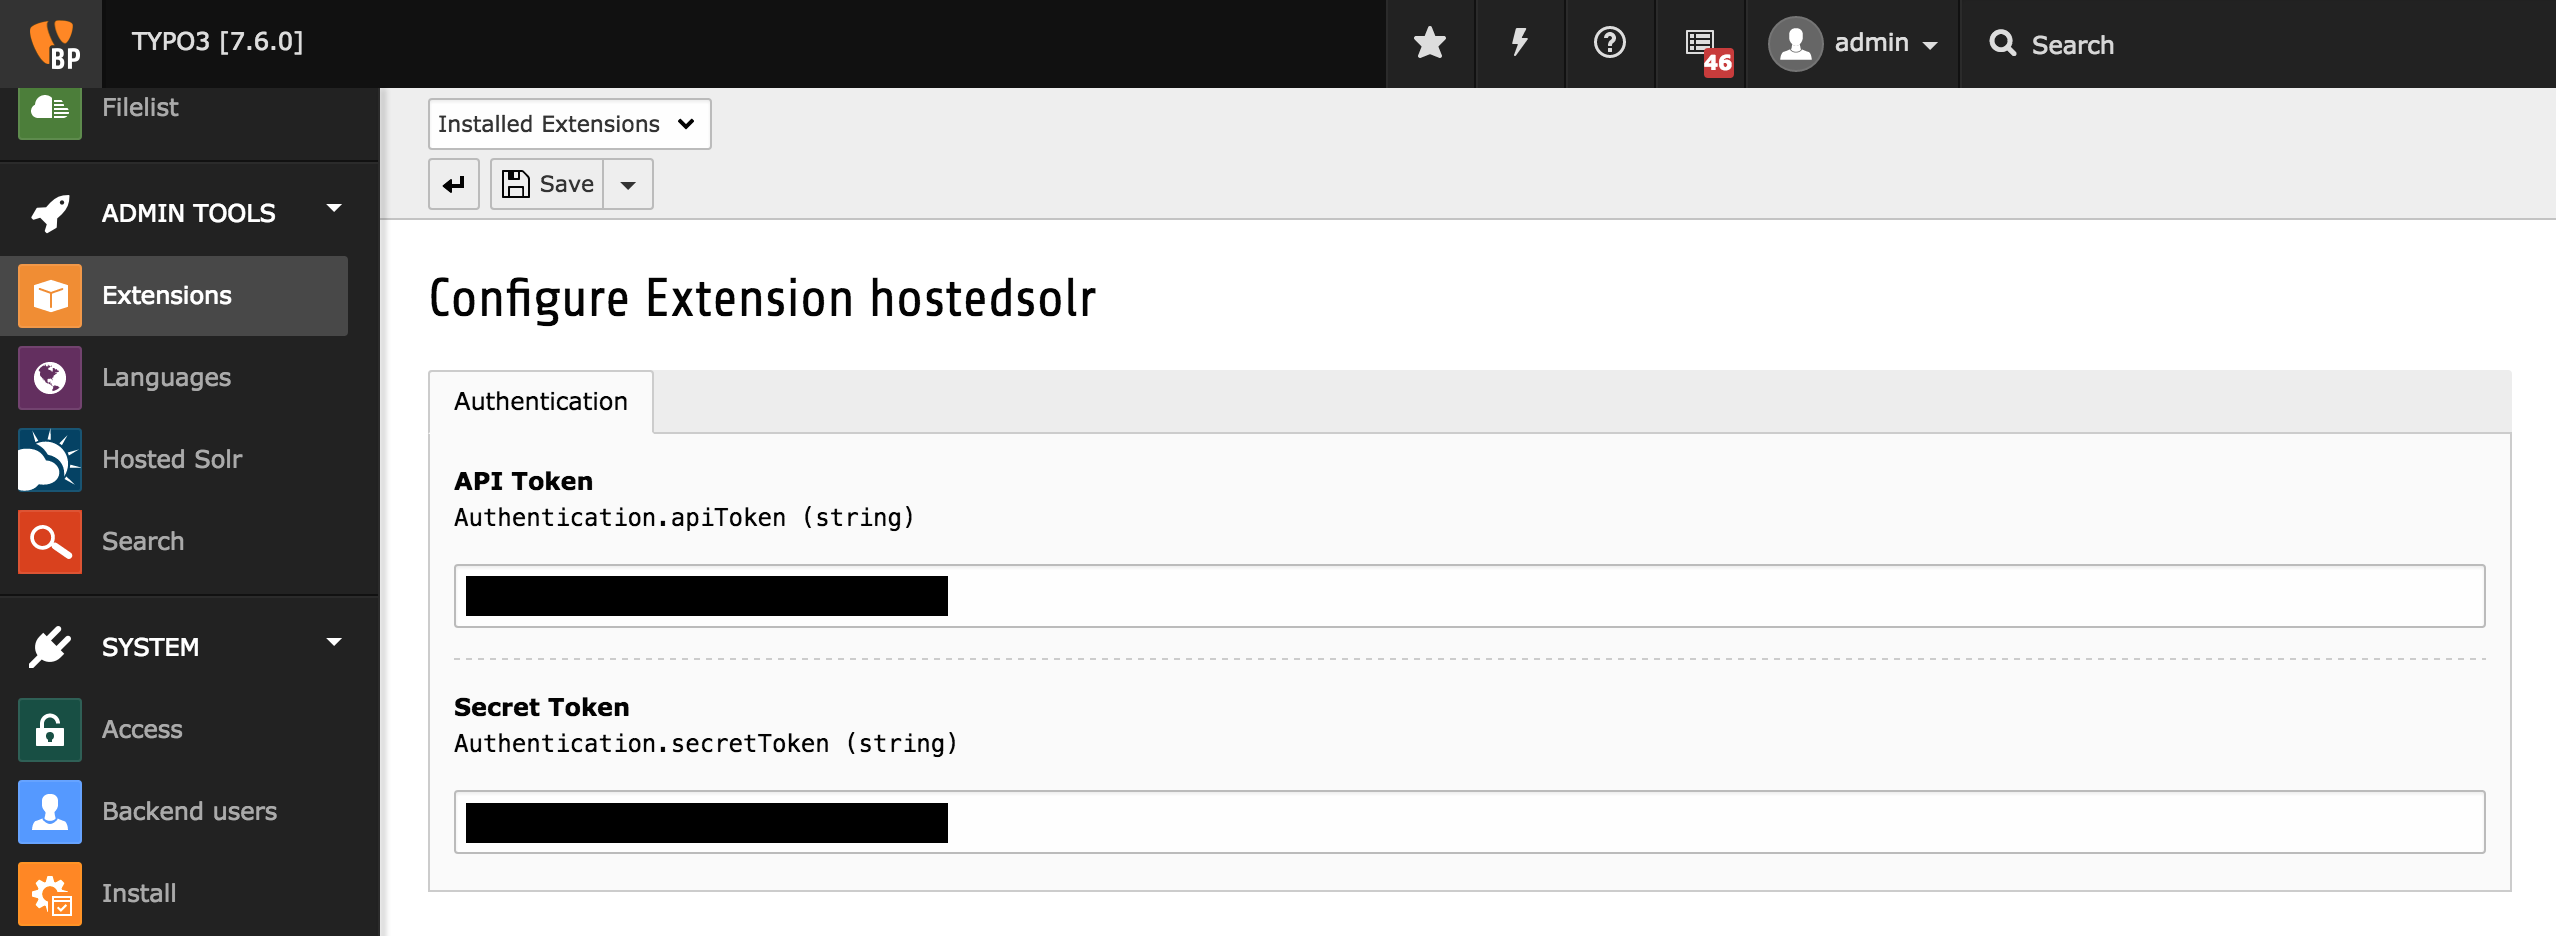 BP
TYPO3 [7.6.0]
46
admin
Search
Filelist
ADMIN TOOLS
Extensions
Languages
Hosted Solr
Search
SYSTEM
Access
Backend users
Install
Installed Extensions
Save
Configure Extension hostedsolr
Authentication
API Token
Authentication.apiToken (string)
Secret Token
Authentication.secretToken (string)